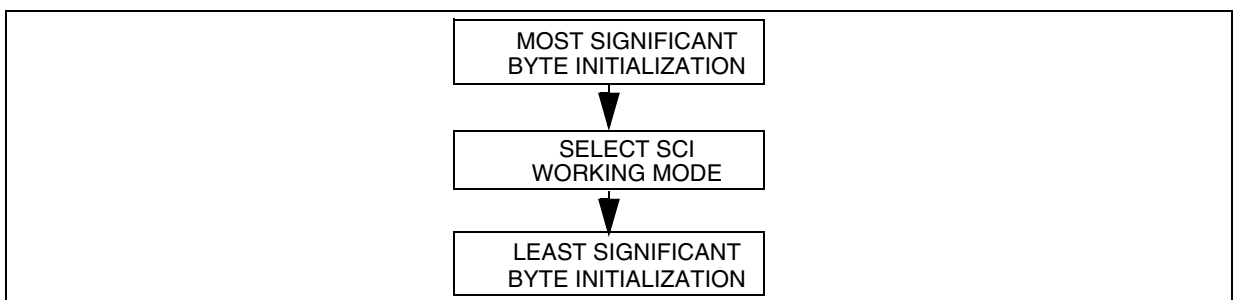 MOST SIGNIFICANT
BYTE INITIALIZATION
SELECT SCI
WORKING MODE
LEAST SIGNIFICANT
BYTE INITIALIZATION